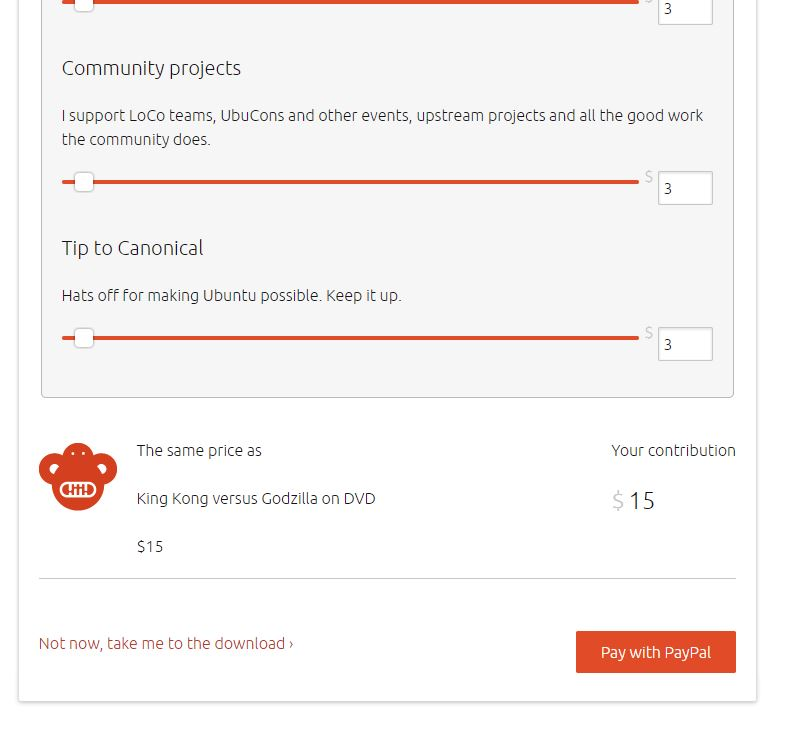 $ 3
Community projects
I support LoCo teams, UbuCons and other events, upstream projects and all the good work
the community does.
$ 3
Tip to Canonical
Hats off for making Ubuntu possible. Keep it up.
$ 3
The same price as
King Kong versus Godzilla on DVD
$15
Your contribution
$ 15
Not now, take me to the download ›
Pay with PayPal